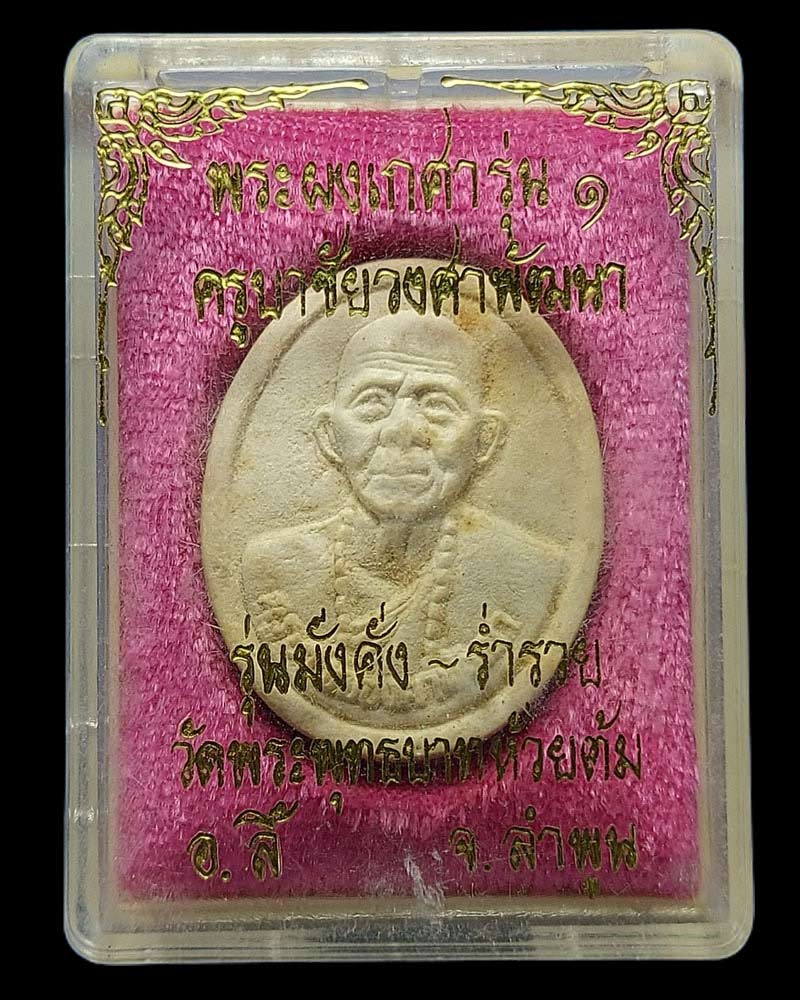 พระผงเกศา รุ่น ๑
ครูบาชัยวงศาพัฒนา
รุ่นมั่งคั่ง ~ ร่ำรวย
วัดพระพุทธบาทห้วยต้ม
อ. ลี้ จ. ลำพูน